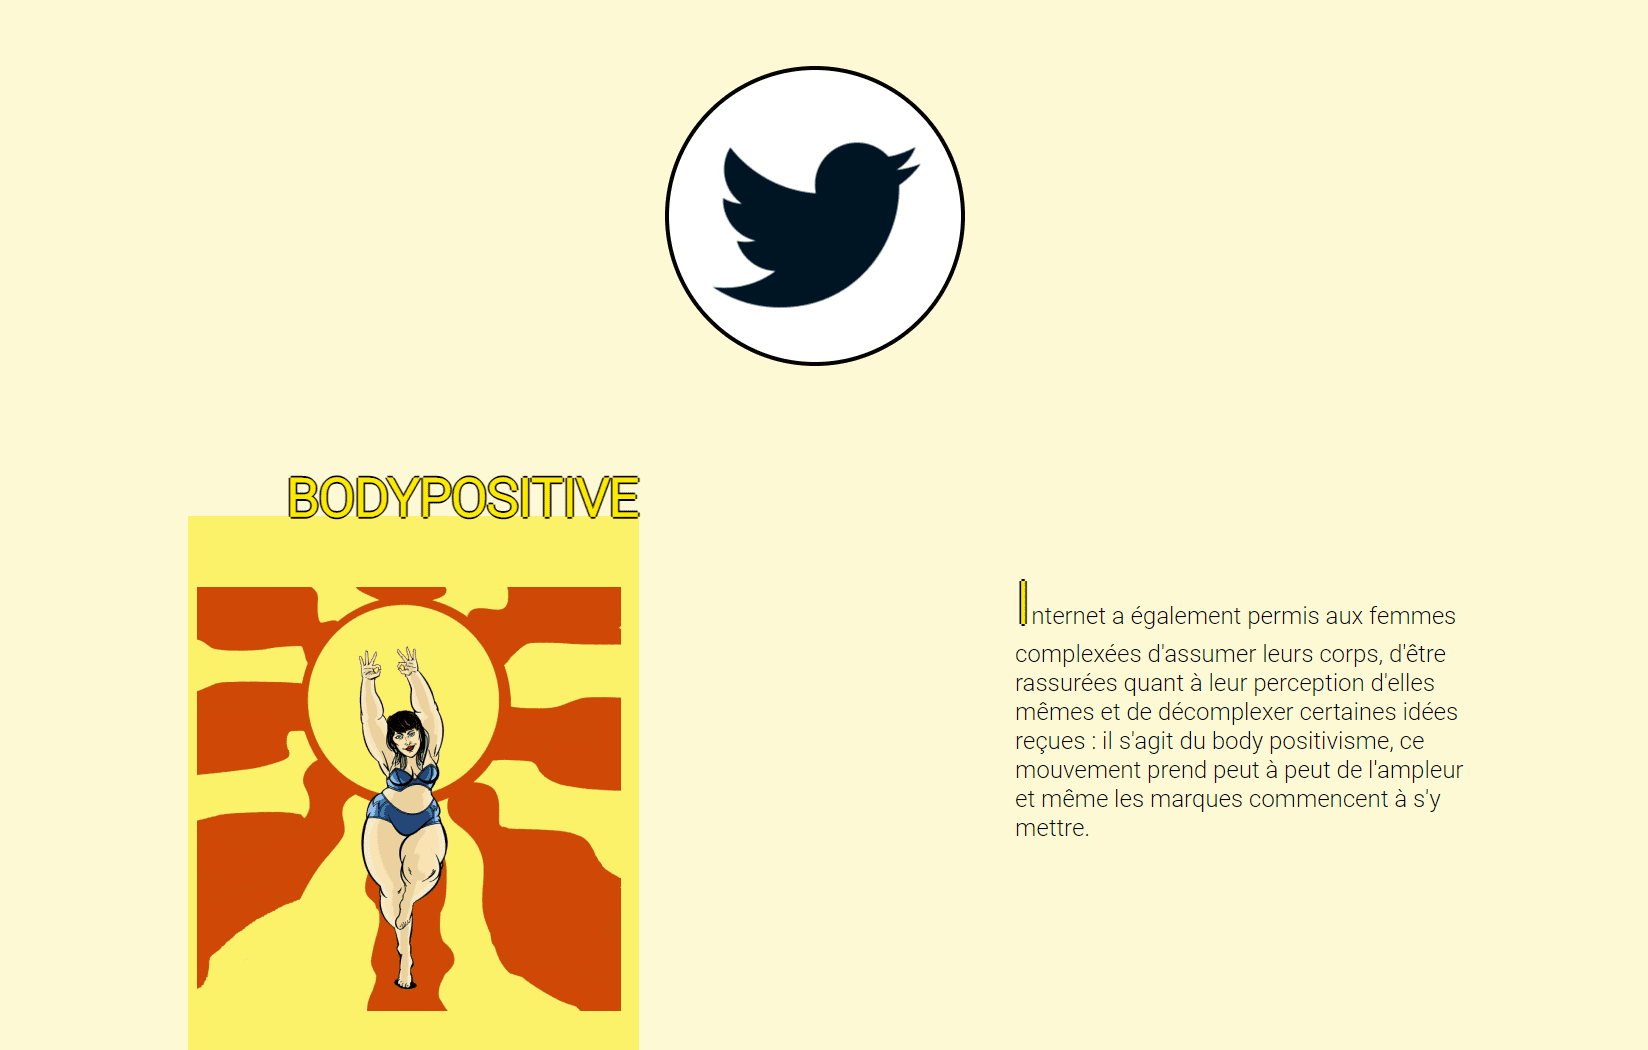 BODYPOSITIVE
Internet a également permis aux femmes
complexées d'assumer leurs corps, d'être
rassurées quant à leur perception d'elles
mêmes et de décomplexer certaines idées
reçues : il s'agit du body positivisme, ce
mouvement prend peut à peut de l'ampleur
et même les marques commencent à s'y
mettre.